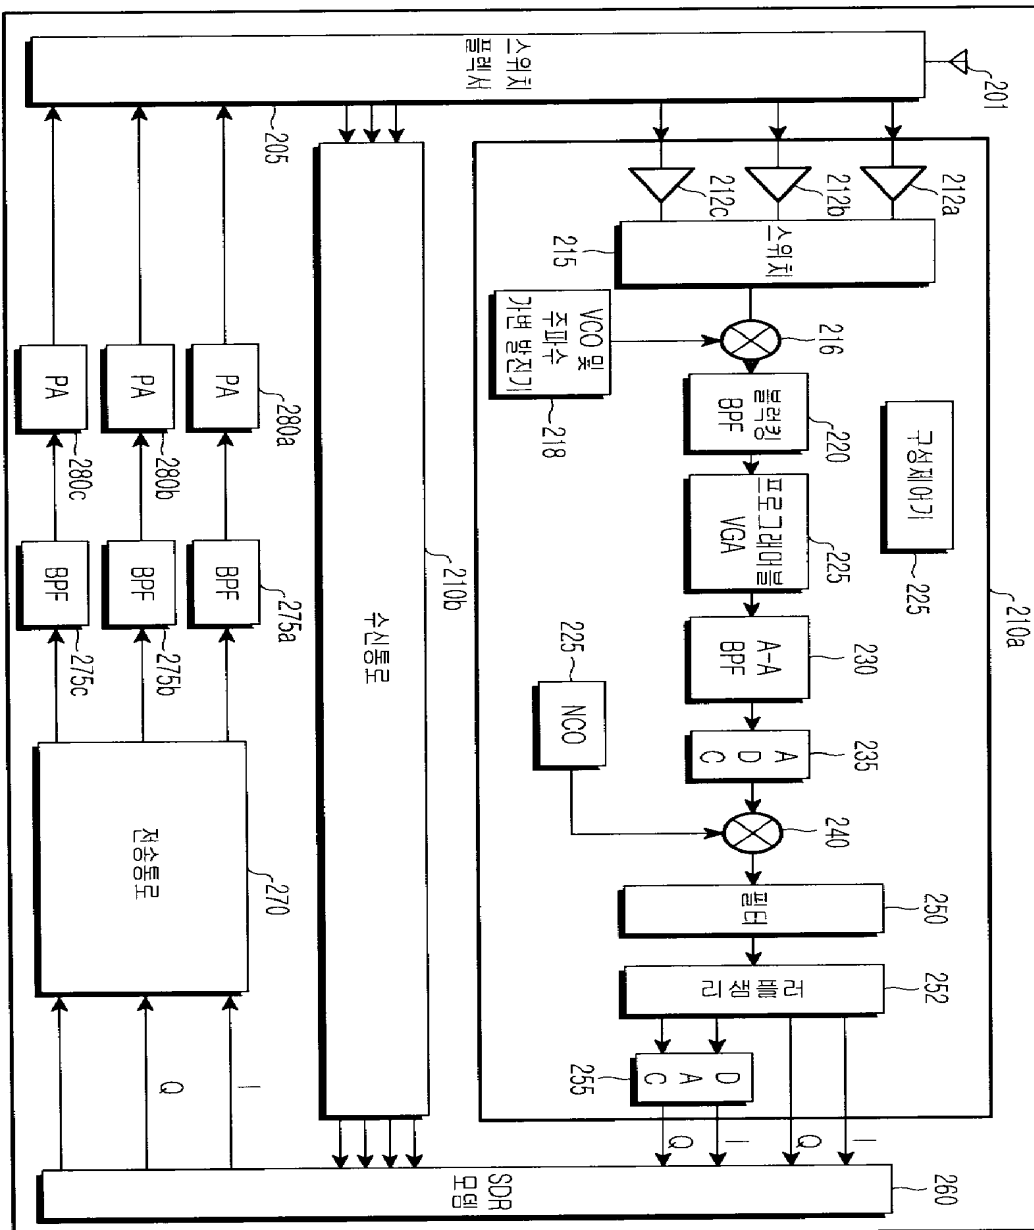 201
스위치
플렉서
205
210a
212a
212b
212c
스위치
215
216
VCO 및
주파수
가변 발진기
218
구성제어기
225
블럭킹
BPF
220
프로그래머블
VGA
225
A-A
BPF
230
A
D
C
235
NCO
225
240
필터
250
리샘플러
252
D
A
C
255
I
Q
I
Q
SDR
모뎀
260
수신통로
210b
PA
280a
PA
280b
PA
280c
BPF
275a
BPF
275b
BPF
275c
전송통로
270
I
Q